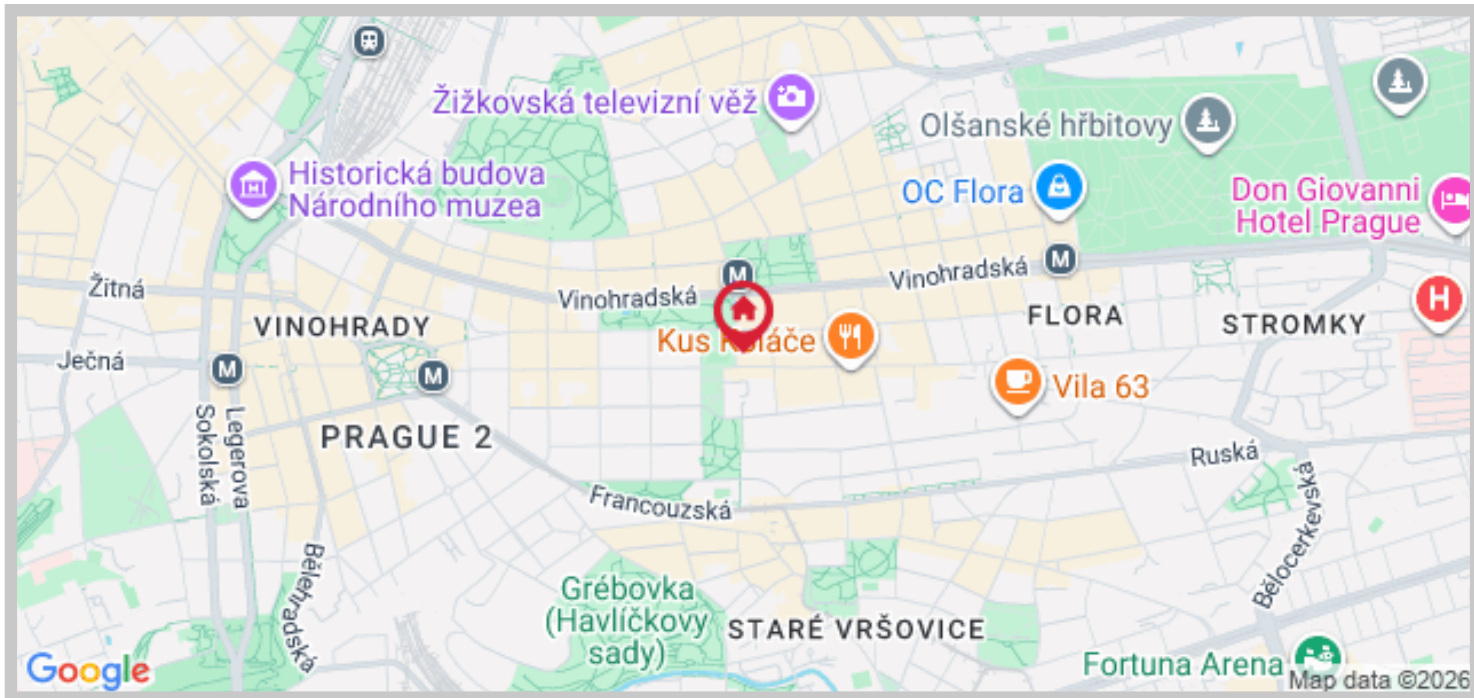 Žižkovská televizní věž
Olšanské hřbitovy
Historická budova
Národního muzea
OC Flora
Don Giovanni
Hotel Prague
M
M
Vinohradská
Žitná
Vinohradská
H
FLORA
STROMKY
VINOHRADY
Kus
Ječná
M
M
Vila 63
PRAGUE 2
Sokolská
Legerova
Ruská
Francouzská
Bělocerkevská
Bělehradská
Grébovka
(Havlíčkovy
sady)
STARÉ VRŠOVICE
Fortuna Arena
Google
Map data ©2026